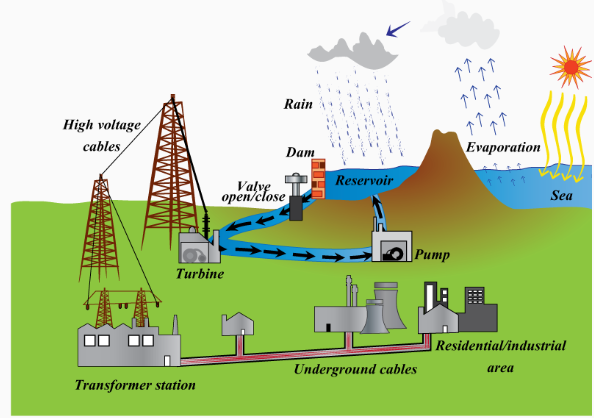 Rain
High voltage
cables
Evaporation
Dam
Valve
open/close
Reservoir
Sea
Turbine
Pump
Residential/industrial
area
Underground cables
Transformer station